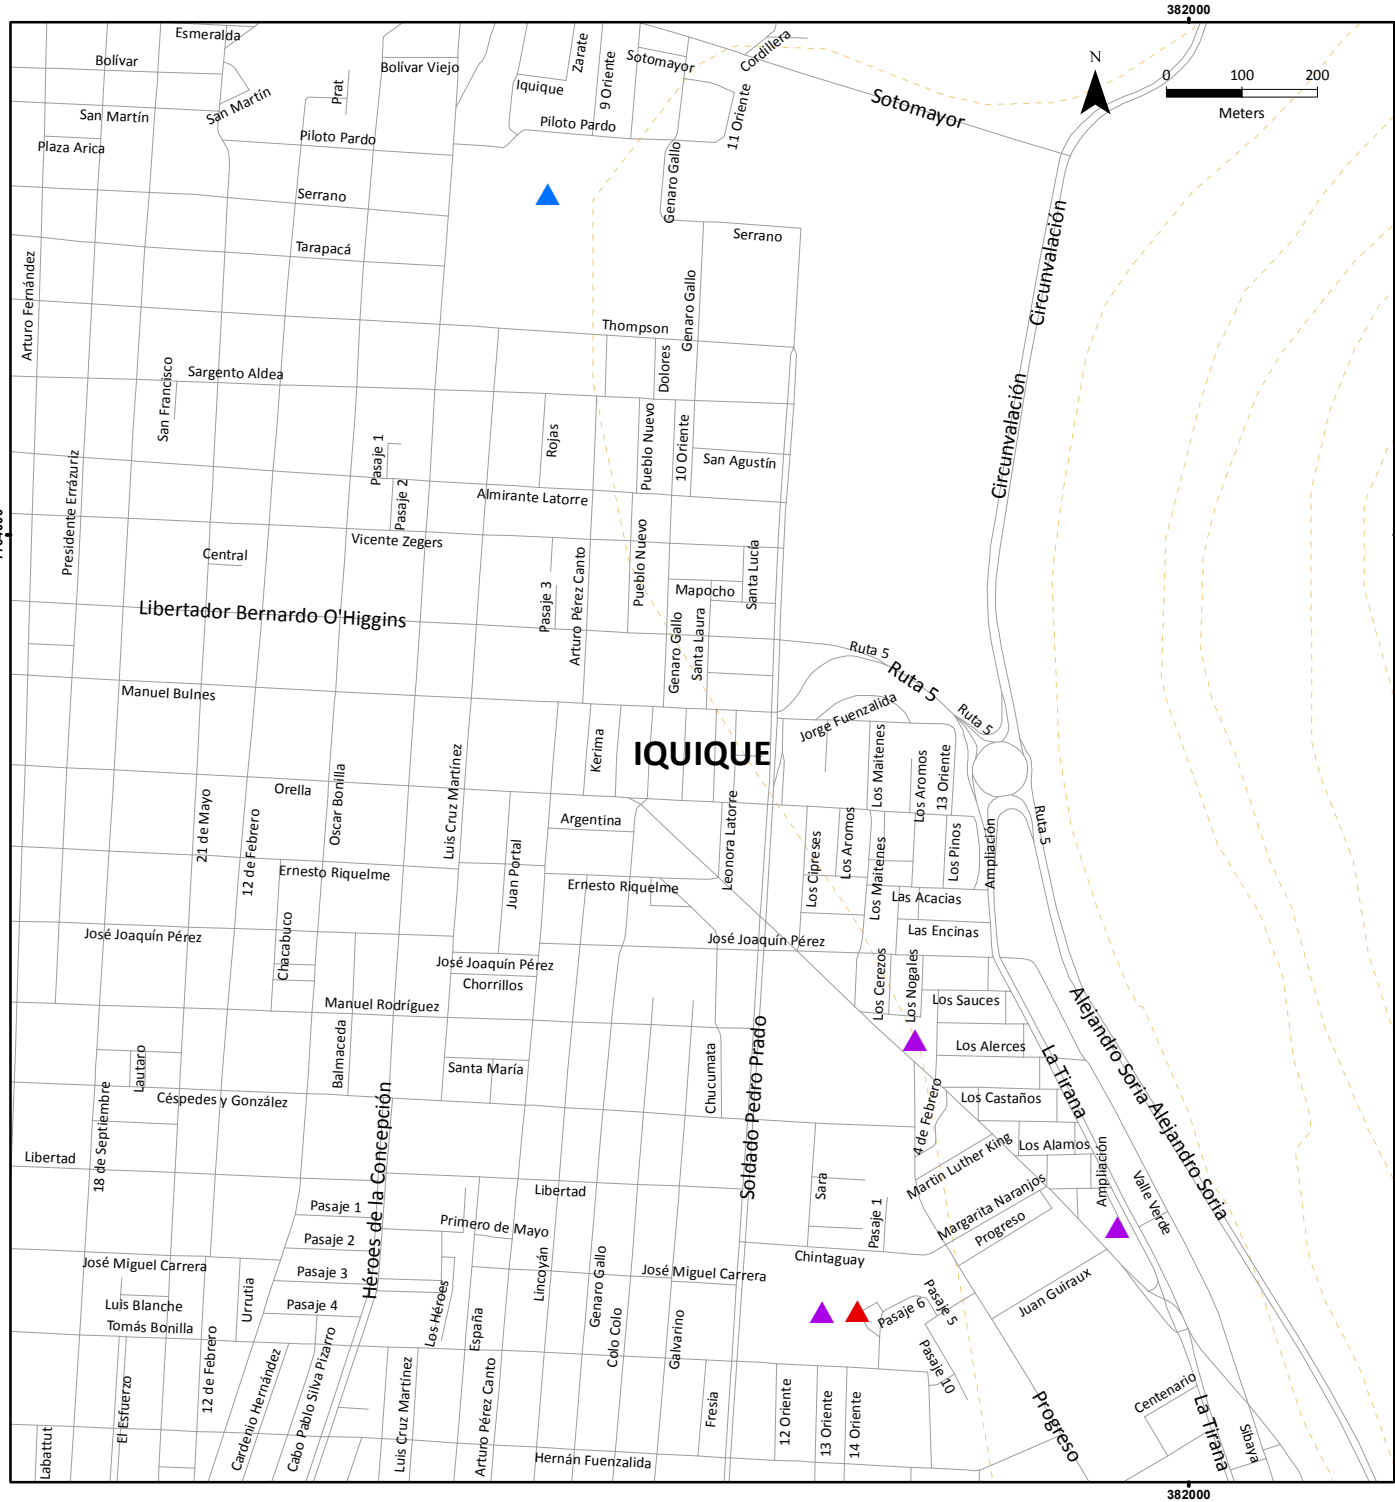 382000
Esmeralda
Bolívar
Bolívar Viejo
Zarate
9 Oriente
Sotomayor
Cordillera
N
0 100 200
Meters
Iquique
San Martín
San Martín
Prat
Sotomayor
11 Oriente
Piloto Pardo
Piloto Pardo
Plaza Arica
Genaro Gallo
Serrano
Serrano
Tarapacá
Circunvalación
Arturo Fernández
Genaro Gallo
Thompson
Dolores
Sargento Aldea
San Francisco
Circunvalación
Rojas
Pueblo Nuevo
10 Oriente
San Agustín
Pasaje 1
Pasaje 2
Almirante Latorre
Presidente Errázuriz
Vicente Zegers
Central
Pasaje 3
Arturo Pérez Canto
Pueblo Nuevo
Mapocho
Santa Lucía
Libertador Bernardo O'Higgins
Genaro Gallo
Santa Laura
Ruta 5
Ruta 5
Ruta 5
Manuel Bulnes
Jorge Fuenzalida
Kerima
IQUIQUE
Los Maitenes
Los Aromos
13 Oriente
Orella
Oscar Bonilla
Luis Cruz Martínez
21 de Mayo
12 de Febrero
Argentina
Leonora Latorre
Los Cipreses
Los Aromos
Los Maitenes
Los Pinos
Ampliación
Ruta 5
Ernesto Riquelme
Juan Portal
Ernesto Riquelme
Las Acacias
Las Encinas
José Joaquín Pérez
Chacabuco
José Joaquín Pérez
José Joaquín Pérez
Chorrillos
Los Cerezos
Los Nogales
Manuel Rodríguez
Los Sauces
Alejandro Soria
Alejandro Soria
Lautaro
Balmaceda
Santa María
Chucumata
Soldado Pedro Prado
Los Alerces
La Tirana
Céspedes y González
18 de Septiembre
Héroes de la Concepción
4 de Febrero
Los Castaños
Los Alamos
Ampliación
Libertad
Libertad
Sara
Pasaje 1
Martin Luther King
Margarita Naranjos
Progreso
Valle Verde
Pasaje 1
Pasaje 2
Pasaje 3
Pasaje 4
Primero de Mayo
Chintaguay
José Miguel Carrera
José Miguel Carrera
Lincoyán
Genaro Gallo
Colo Colo
Galvarino
Juan Guiraux
Luis Blanche
Tomás Bonilla
Urrutia
Los Héroes
España
Pasaje 6
Pasaje 5
Pasaje 10
12 de Febrero
El Esfuerzo
Cardenio Hernández
Cabo Pablo Silva Pizarro
Luis Cruz Martínez
Arturo Pérez Canto
Fresia
12 Oriente
13 Oriente
14 Oriente
Progreso
Centenario
La Tirana
Sibaya
Labattut
Hernán Fuenzalida
382000